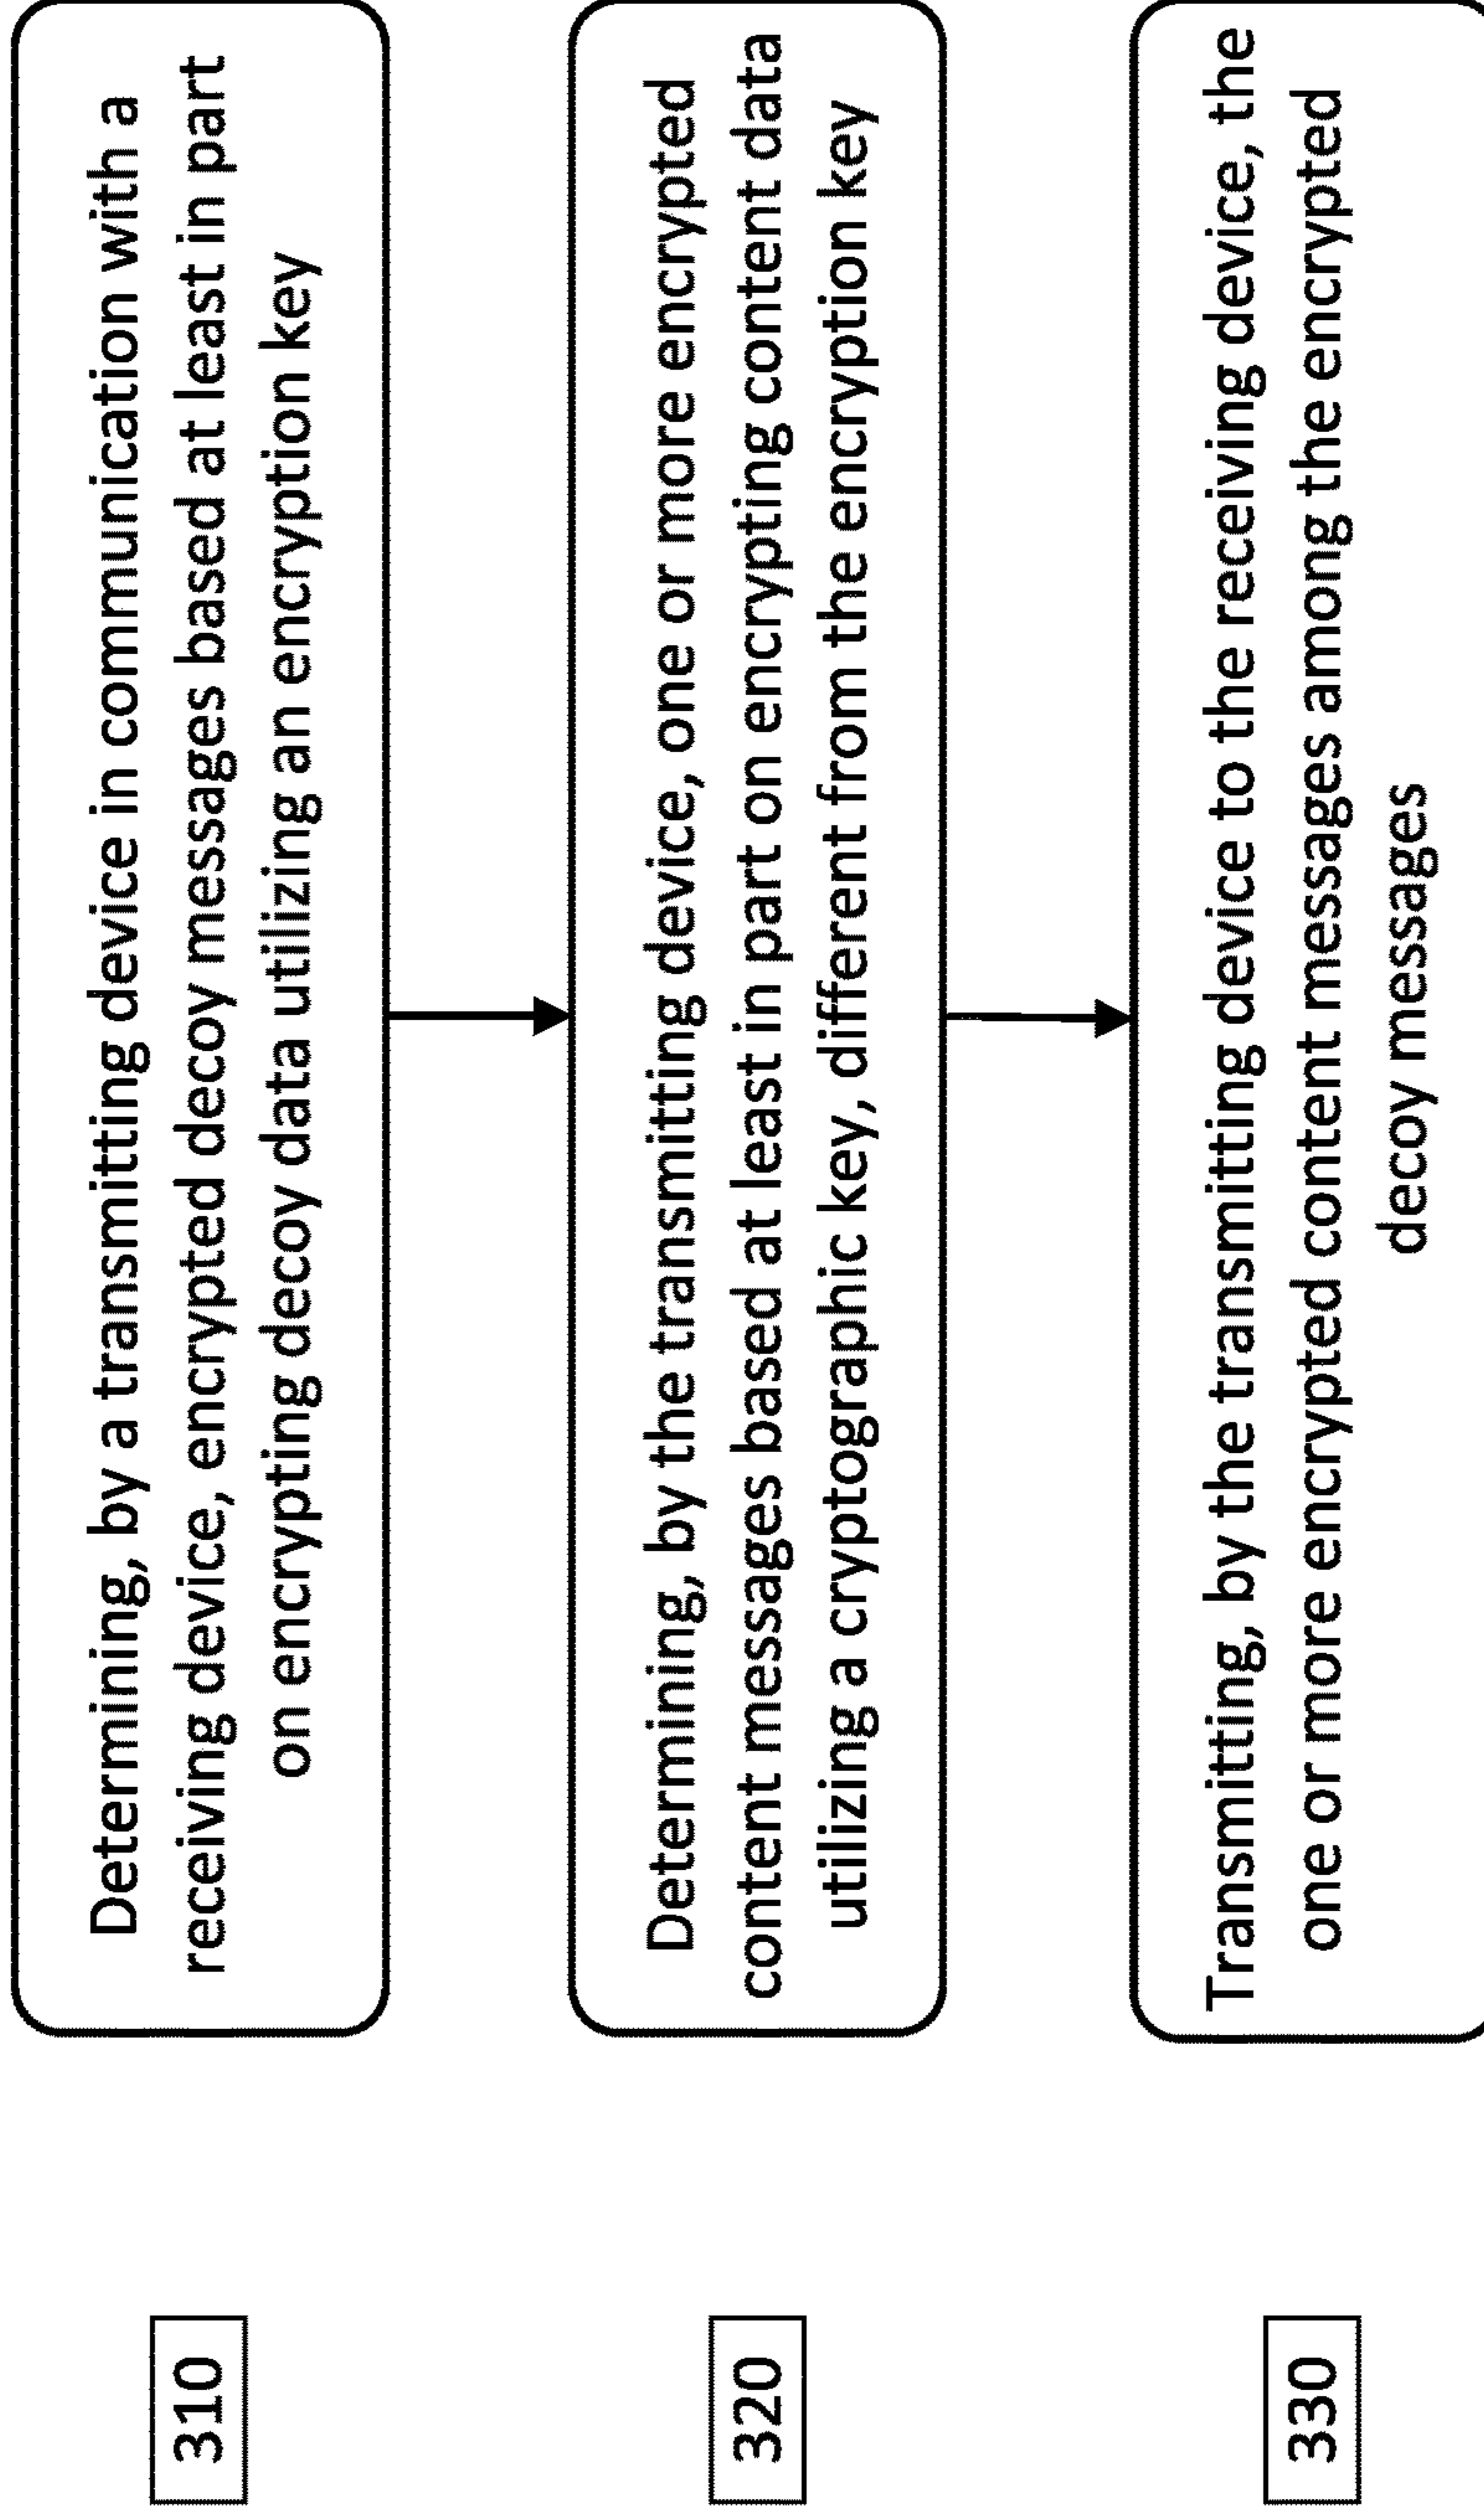 310
Determining, by a transmitting device in communication with a
receiving device, encrypted decoy messages based at least in part
on encrypting decoy data utilizing an encryption key
320
Determining, by the transmitting device, one or more encrypted
content messages based at least in part on encrypting content data
utilizing a cryptographic key, different from the encryption key
330
Transmitting, by the transmitting device to the receiving device, the
one or more encrypted content messages among the encrypted
decoy messages